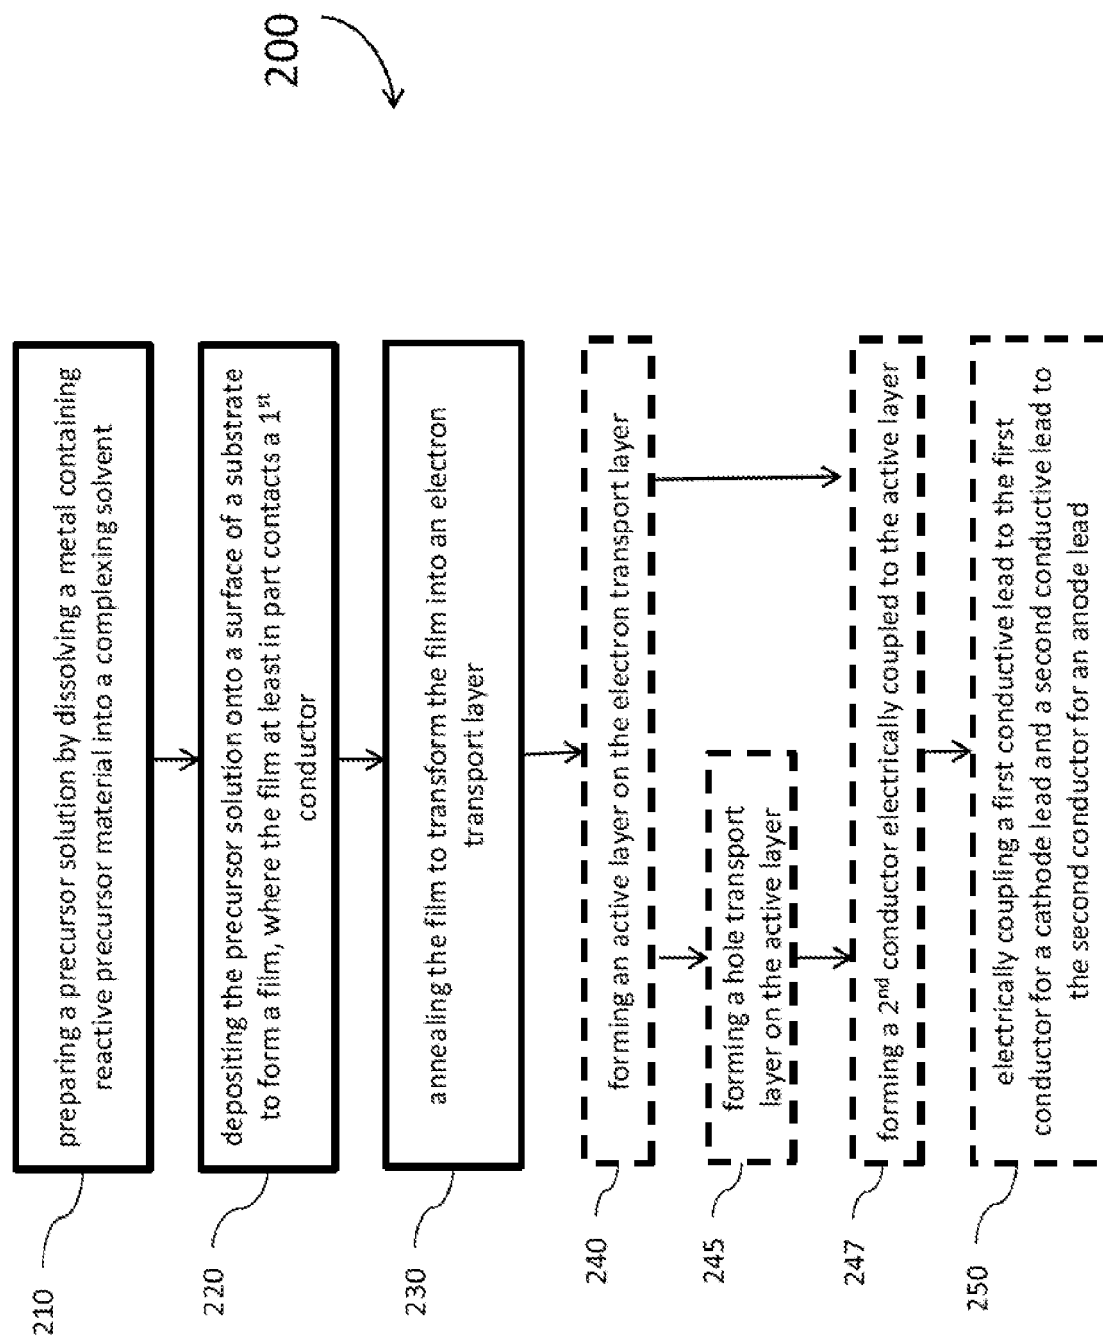 200
210
preparing a precursor solution by dissolving a metal containing
reactive precursor material into a complexing solvent
220
depositing the precursor solution onto a surface of a substrate
to form a film, where the film at least in part contacts a 1st
conductor
230
annealing the film to transform the film into an electron
transport layer
240
forming an active layer on the electron transport layer
245
forming a hole transport
layer on the active layer
247
forming a 2nd conductor electrically coupled to the active layer
250
electrically coupling a first conductive lead to the first
conductor for a cathode lead and a second conductive lead to
the second conductor for an anode lead